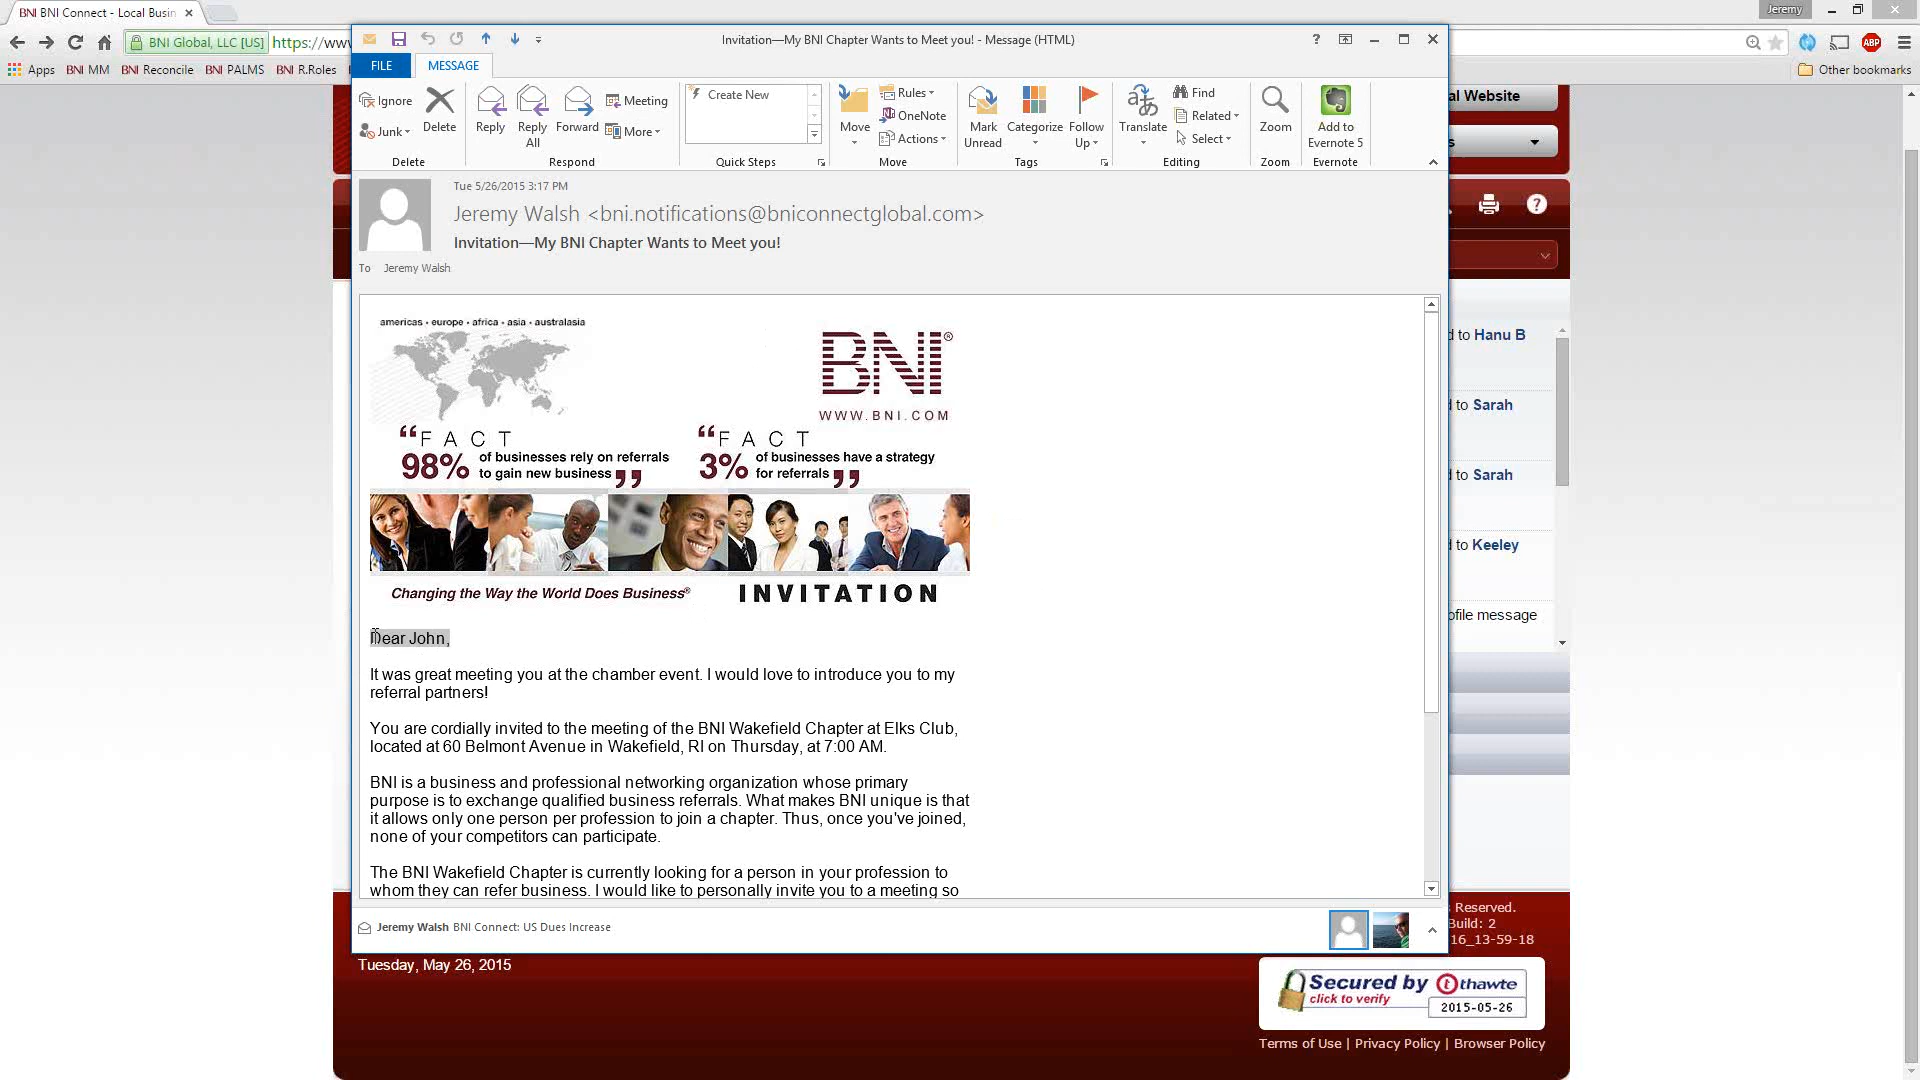 BNI BNI Connect - Local Busin
Jeremy
BNI Global, LLC [US] https://ww
Apps BNI MM BNI Reconcile BNI PALMS BNI R.Roles
ABP
Other bookmarks
Invitation—My BNI Chapter Wants to Meet you! - Message (HTML)
FILE MESSAGE
Ignore
Junk
Delete
Delete
Reply
Reply All
Forward
Meeting
More
Respond
Create New
Quick Steps
Move
Rules
OneNote
Actions
Move
Mark Unread
Categorize
Follow Up
Tags
Translate
Find
Related
Select
Editing
Zoom
Zoom
Add to Evernote 5
Evernote
Tue 5/26/2015 3:17 PM
Jeremy Walsh <bni.notifications@bniconnectglobal.com>
Invitation—My BNI Chapter Wants to Meet you!
To Jeremy Walsh
americas • europe • africa • asia • australasia
BNI®
WWW.BNI.COM
“FACT
98% of businesses rely on referrals
to gain new business ”
“FACT
3% of businesses have a strategy
for referrals ”
Changing the Way the World Does Business®
INVITATION
Dear John,
It was great meeting you at the chamber event. I would love to introduce you to my
referral partners!
You are cordially invited to the meeting of the BNI Wakefield Chapter at Elks Club,
located at 60 Belmont Avenue in Wakefield, RI on Thursday, at 7:00 AM.
BNI is a business and professional networking organization whose primary
purpose is to exchange qualified business referrals. What makes BNI unique is that
it allows only one person per profession to join a chapter. Thus, once you've joined,
none of your competitors can participate.
The BNI Wakefield Chapter is currently looking for a person in your profession to
whom they can refer business. I would like to personally invite you to a meeting so
Jeremy Walsh BNI Connect: US Dues Increase
al Website
s
d to Hanu B
d to Sarah
d to Sarah
d to Keeley
ofile message
s Reserved.
Build: 2
16_13-59-18
Tuesday, May 26, 2015
Secured by thawte
click to verify
2015-05-26
Terms of Use | Privacy Policy | Browser Policy